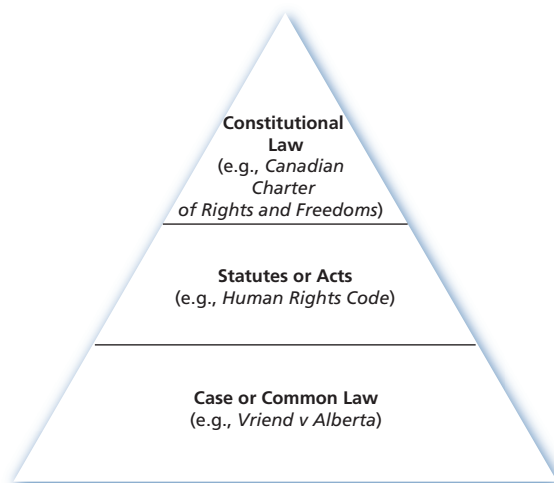 Constitutional
Law
(e.g., Canadian
Charter
of Rights and Freedoms)
Statutes or Acts
(e.g., Human Rights Code)
Case or Common Law
(e.g., Vriend v Alberta)